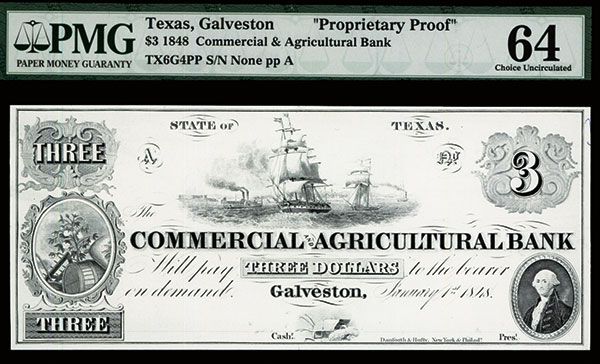 PMG
PAPER MONEY GUARANTY
Texas, Galveston "Proprietary Proof"
$3 1848 Commercial & Agricultural Bank
TX6G4PP S/N None pp A
64
Choice Uncirculated
STATE OF TEXAS.
THREE A 3
The
COMMERCIAL AND AGRICULTURAL BANK
Will pay THREE DOLLARS to the bearer
on demand. Galveston, January 1st 1848.
THREE
Cash! Danforth & Hufty, New York & Philada! Pres!